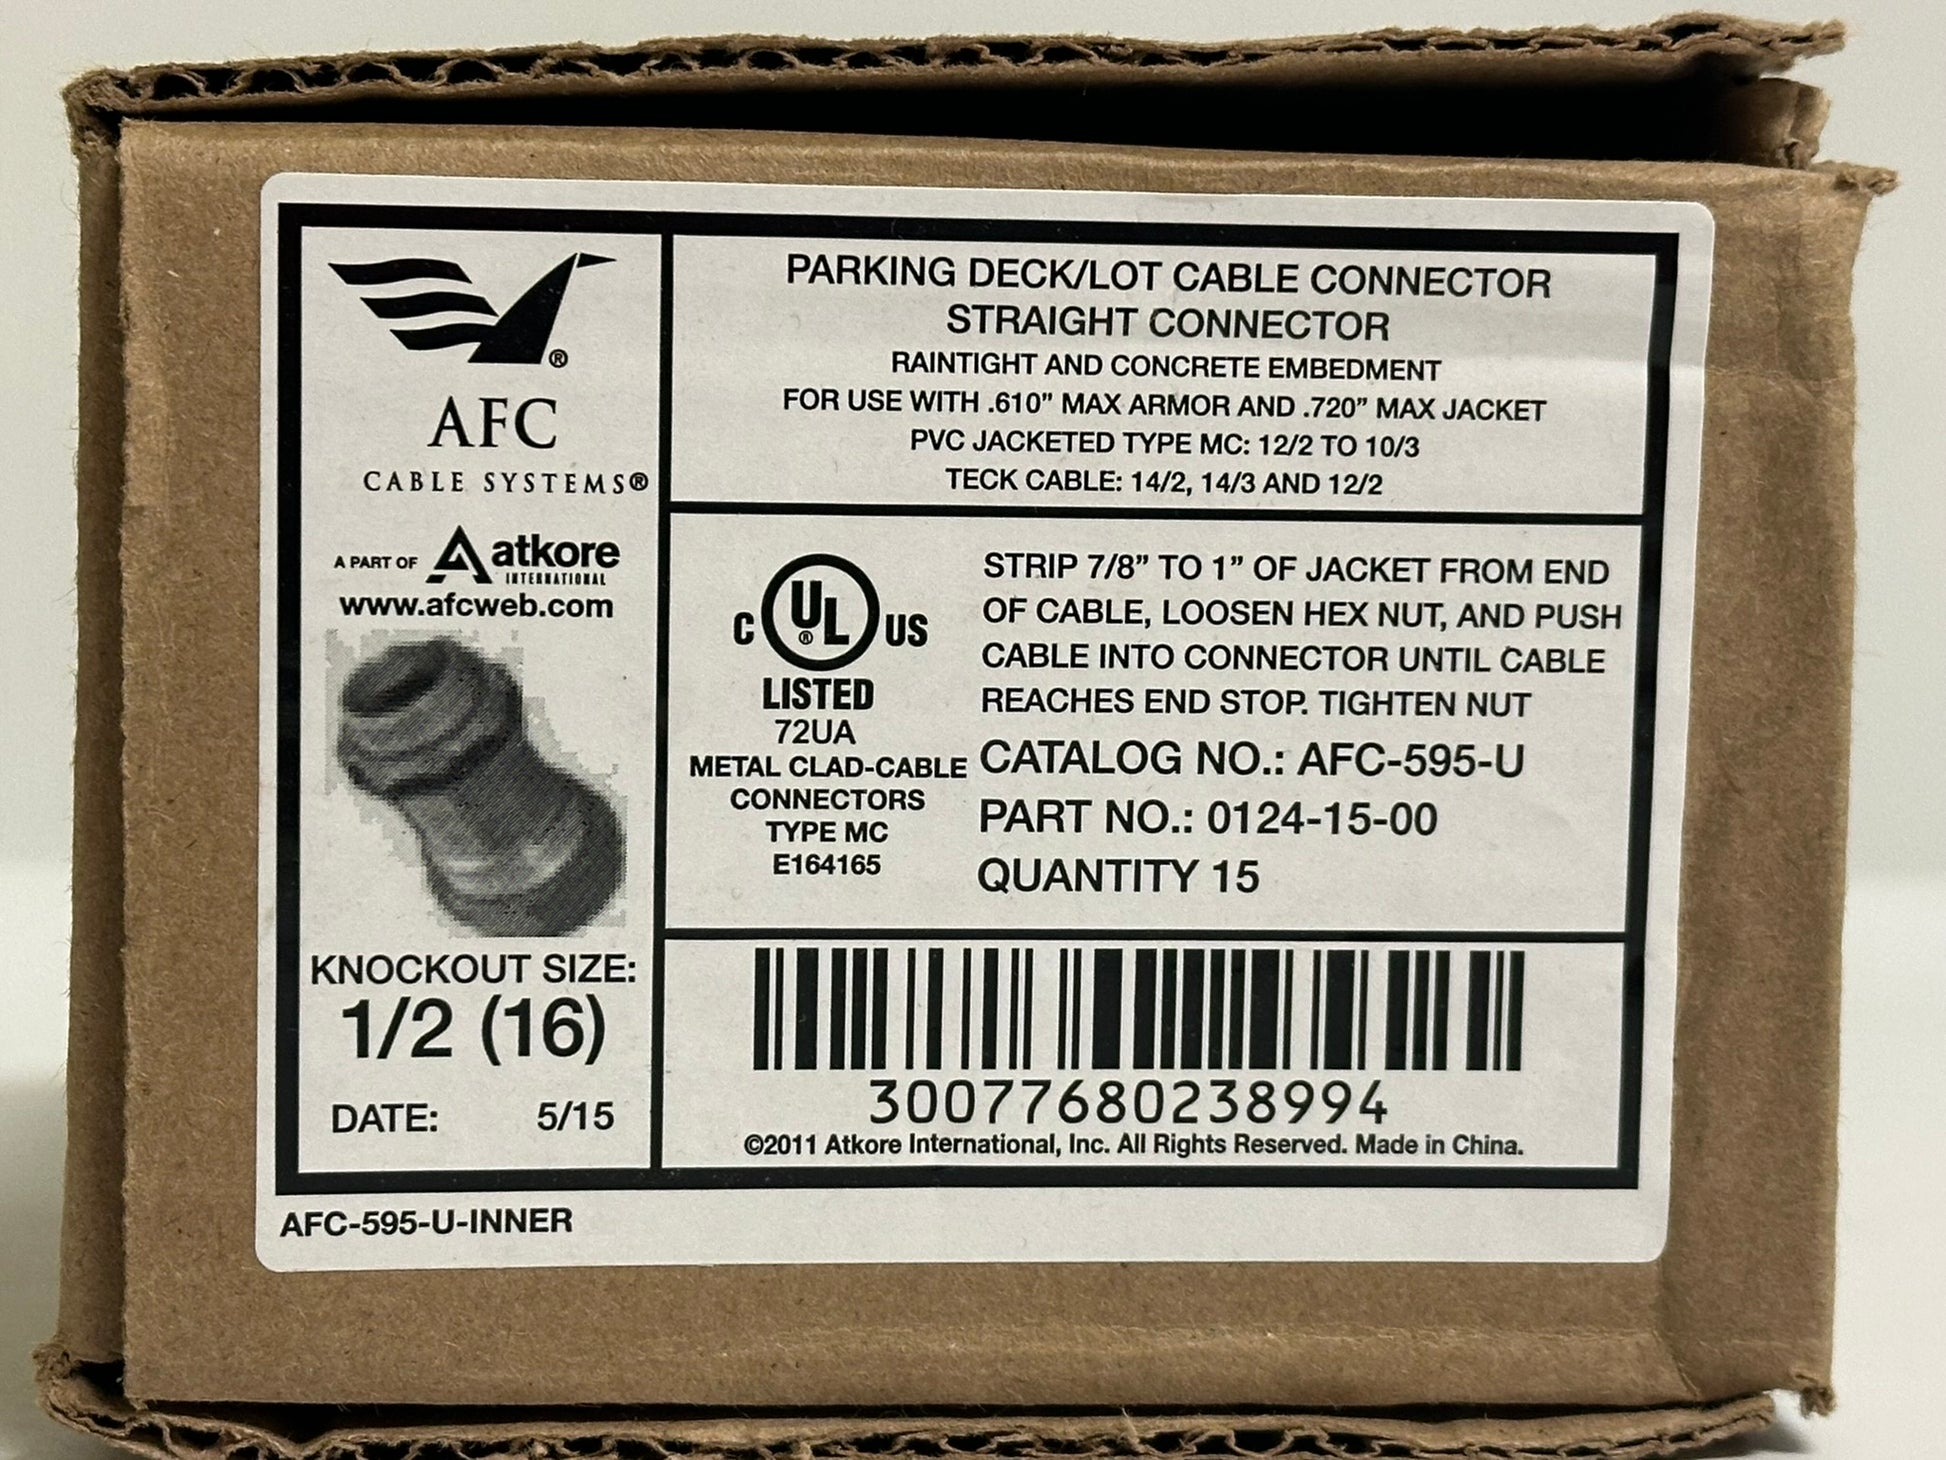 ®
AFC
CABLE SYSTEMS®
A PART OF atkore
INTERNATIONAL
www.afcweb.com
KNOCKOUT SIZE:
1/2 (16)
DATE: 5/15
PARKING DECK/LOT CABLE CONNECTOR
STRAIGHT CONNECTOR
RAINTIGHT AND CONCRETE EMBEDMENT
FOR USE WITH .610” MAX ARMOR AND .720” MAX JACKET
PVC JACKETED TYPE MC: 12/2 TO 10/3
TECK CABLE: 14/2, 14/3 AND 12/2
C UL® US
LISTED
72UA
METAL CLAD-CABLE
CONNECTORS
TYPE MC
E164165
STRIP 7/8” TO 1” OF JACKET FROM END
OF CABLE, LOOSEN HEX NUT, AND PUSH
CABLE INTO CONNECTOR UNTIL CABLE
REACHES END STOP. TIGHTEN NUT
CATALOG NO.: AFC-595-U
PART NO.: 0124-15-00
QUANTITY 15
30077680238994
©2011 Atkore International, Inc. All Rights Reserved. Made in China.
AFC-595-U-INNER